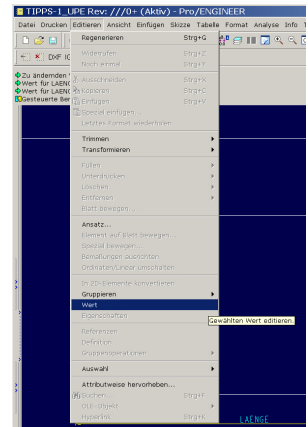 TIPPS-1_UPE Rev: ///0+ (Aktiv) - Pro/ENGINEER
Datei Drucken Editieren Ansicht Einfügen Skizze Tabelle Format Analyse Info
DXF
Regenerieren Strg+G
Widerrufen Strg+Z
Noch einmal Strg+Y
Zu ändernden
Wert für LAENG
Wert für LAENG
Gesteuerte Be
Ausschneiden Strg+X
Kopieren Strg+C
Einfügen Strg+V
Spezial einfügen...
Letztes Format wiederholen
Trimmen
Transformieren
Füllen
Unterdrücken
Löschen
Entfernen
Blatt bewegen...
Ansatz...
Element auf Blatt bewegen...
Spezial bewegen...
Bemaßungen ausrichten
Ordinaten/Linear umschalten
In 2D-Elemente konvertieren
Gruppieren
Wert
Eigenschaften
Gewählten Wert editieren.
Referenzen
Definition
Gruppenoperationen
Auswahl
Attributweise hervorheben...
Suchen... Strg+F
OLE-Objekt
Hyperlink Strg+K
LAENGE